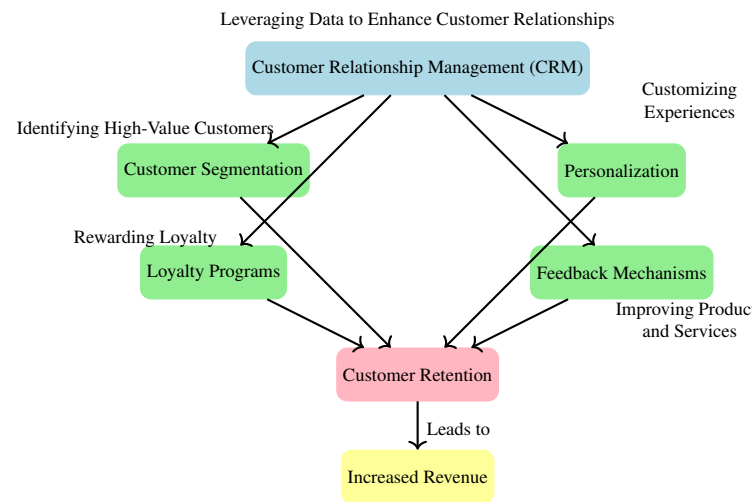 Leveraging Data to Enhance Customer Relationships
Customer Relationship Management (CRM)
Customizing
Experiences
Identifying High-Value Customers
Customer Segmentation
Personalization
Rewarding Loyalty
Loyalty Programs
Feedback Mechanisms
Improving Produc
and Services
Customer Retention
Leads to
Increased Revenue